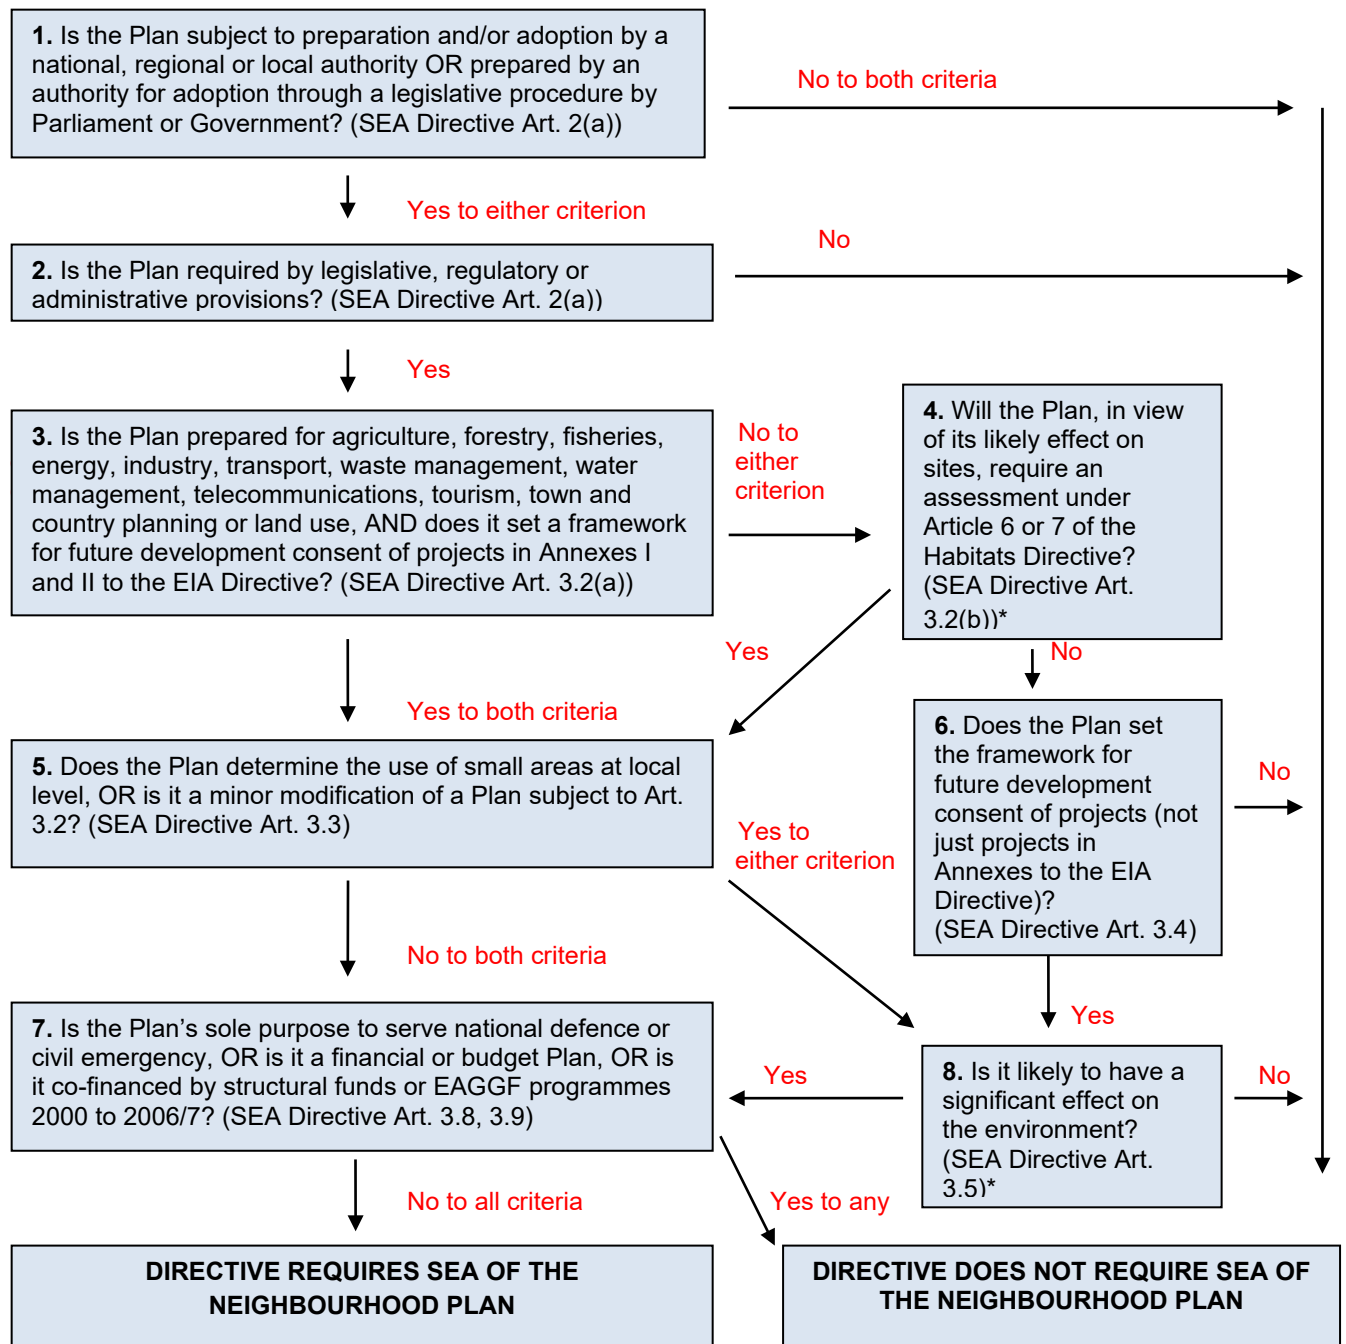 1. Is the Plan subject to preparation and/or adoption by a
national, regional or local authority OR prepared by an
authority for adoption through a legislative procedure by
Parliament or Government? (SEA Directive Art. 2(a))
No to both criteria
Yes to either criterion
No
2. Is the Plan required by legislative, regulatory or
administrative provisions? (SEA Directive Art. 2(a))
Yes
3. Is the Plan prepared for agriculture, forestry, fisheries,
energy, industry, transport, waste management, water
management, telecommunications, tourism, town and
country planning or land use, AND does it set a framework
for future development consent of projects in Annexes I
and II to the EIA Directive? (SEA Directive Art. 3.2(a))
No to
either
criterion
4. Will the Plan, in view
of its likely effect on
sites, require an
assessment under
Article 6 or 7 of the
Habitats Directive?
(SEA Directive Art.
3.2(b))*
Yes
No
Yes to both criteria
5. Does the Plan determine the use of small areas at local
level, OR is it a minor modification of a Plan subject to Art.
3.2? (SEA Directive Art. 3.3)
Yes to
either criterion
6. Does the Plan set
the framework for
future development
consent of projects (not
just projects in
Annexes to the EIA
Directive)?
(SEA Directive Art. 3.4)
No
No to both criteria
Yes
7. Is the Plan's sole purpose to serve national defence or
civil emergency, OR is it a financial or budget Plan, OR is
it co-financed by structural funds or EAGGF programmes
2000 to 2006/7? (SEA Directive Art. 3.8, 3.9)
Yes
8. Is it likely to have a
significant effect on
the environment?
(SEA Directive Art.
3.5)*
No
No to all criteria
Yes to any
DIRECTIVE REQUIRES SEA OF THE
NEIGHBOURHOOD PLAN
DIRECTIVE DOES NOT REQUIRE SEA OF
THE NEIGHBOURHOOD PLAN